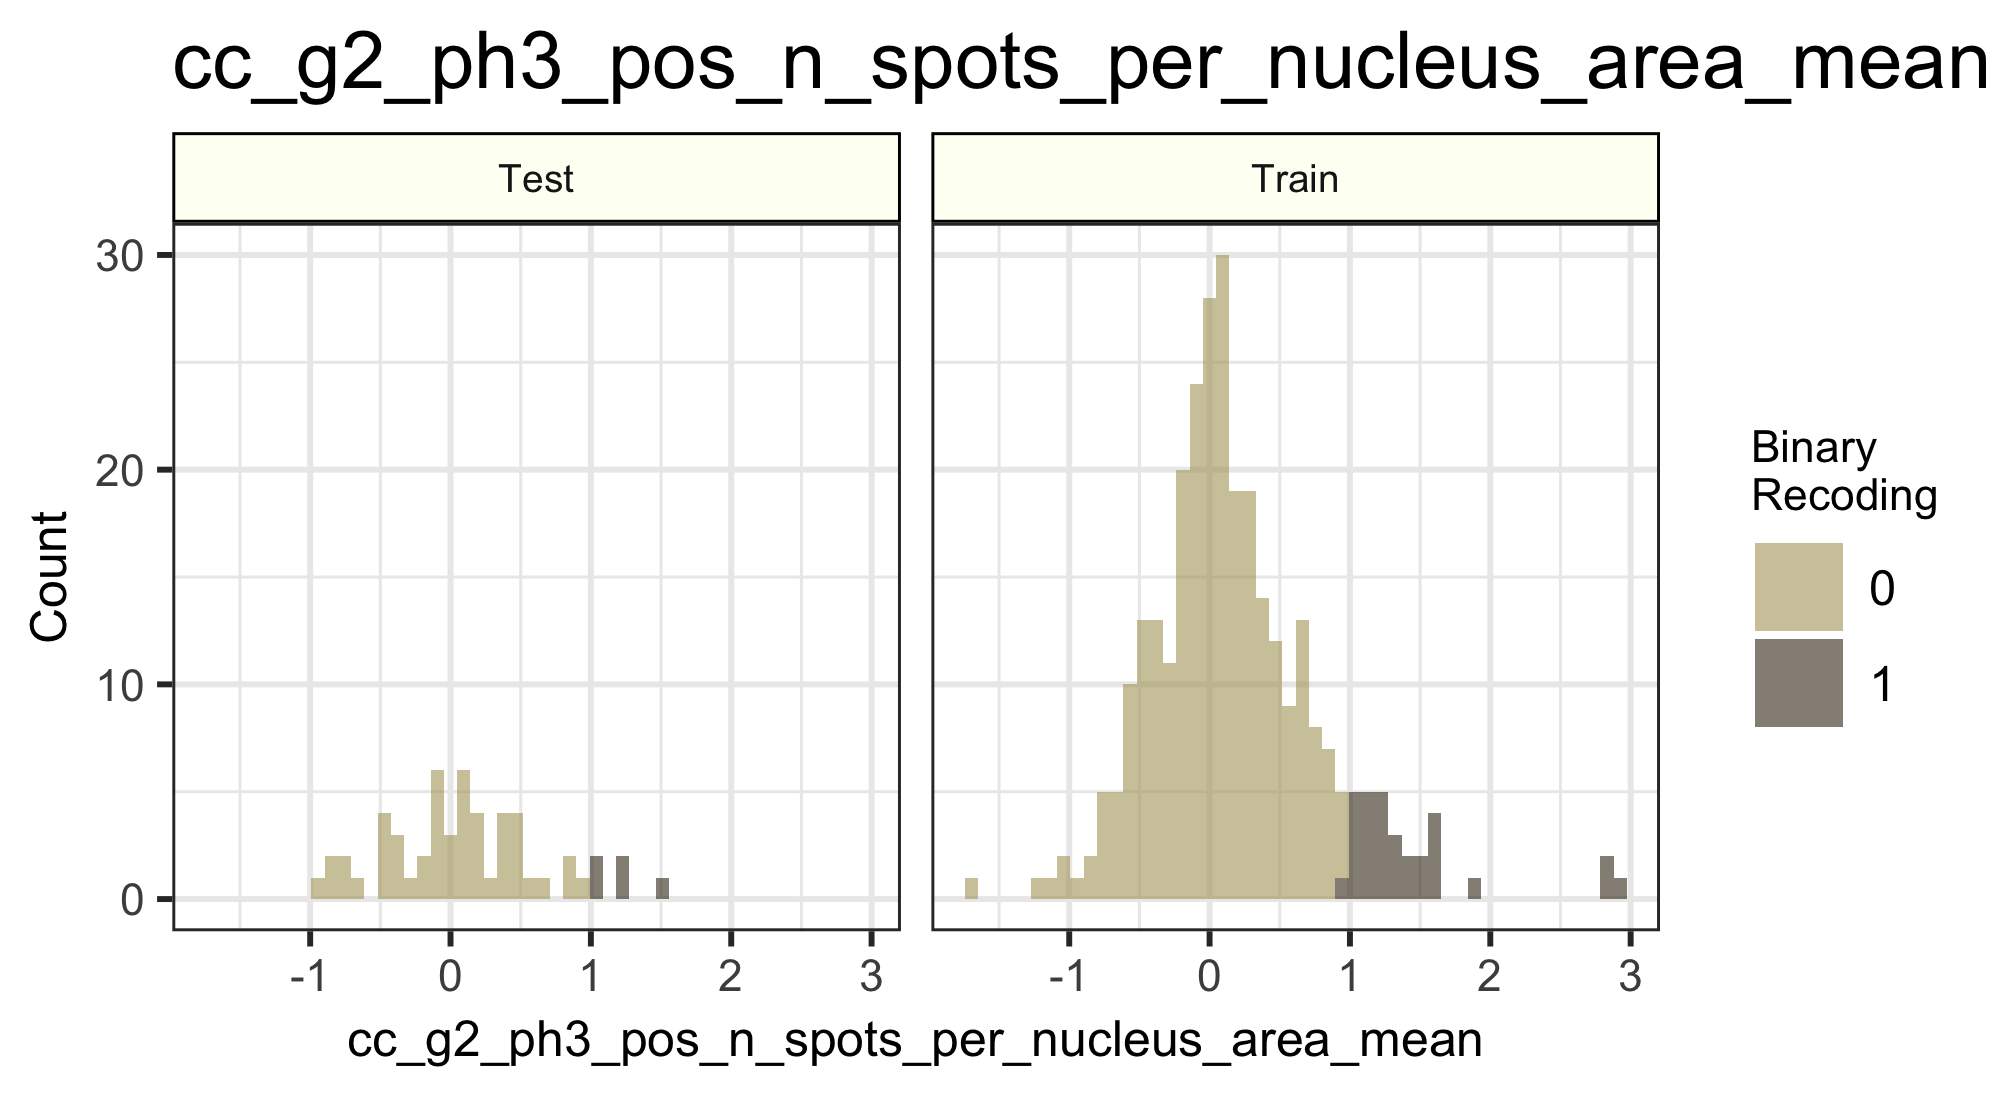 cc_g2_ph3_pos_n_spots_per_nucleus_area_mean
Test
Train
30
20
10
0
Count
-1 0 1 2 3
-1 0 1 2 3
cc_g2_ph3_pos_n_spots_per_nucleus_area_mean
Binary
Recoding
0
1